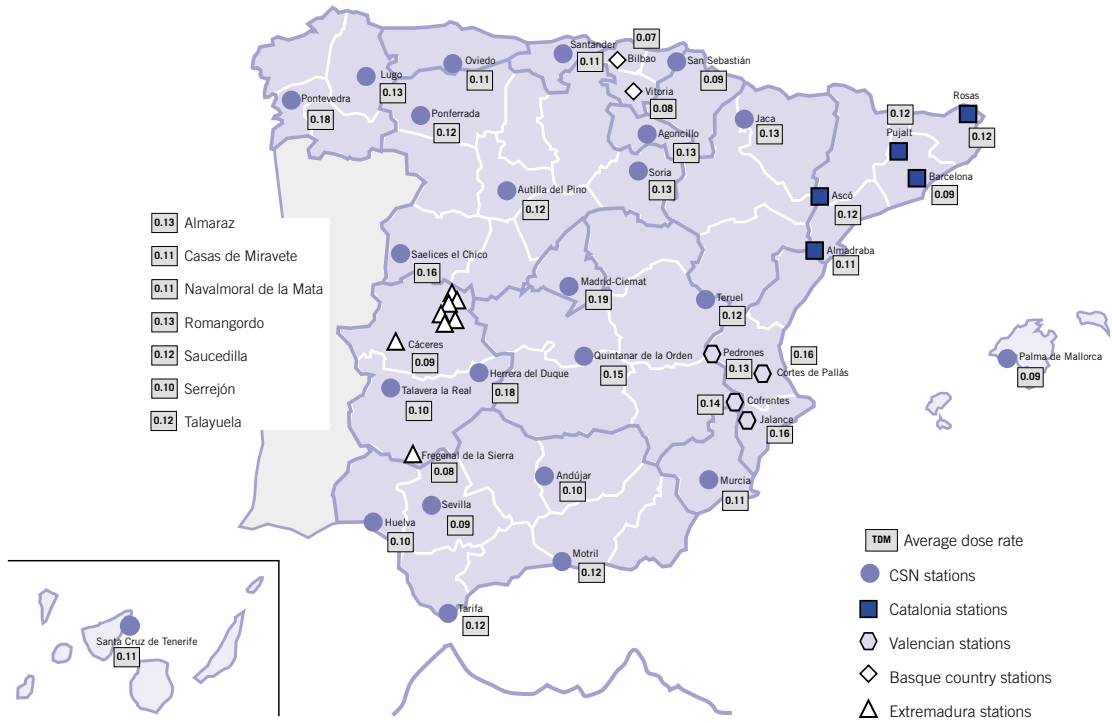 0.07
Santander
0.11
Bilbao
San Sebastián
0.09
Oviedo
0.11
Lugo
0.13
Vitoria
0.08
Pontevedra
0.18
Ponferrada
0.12
Agoncillo
0.13
Jaca
0.13
Rosas
0.12
0.12
Pujalt
Barcelona
0.09
Soria
0.13
Autilla del Pino
0.12
Ascó
0.12
Almadraba
0.11
0.13 Almaraz
0.11 Casas de Miravete
0.11 Navalmoral de la Mata
0.13 Romangordo
0.12 Saucedilla
0.10 Serrejón
0.12 Talayuela
Saelices el Chico
0.16
Madrid-Ciemat
0.19
Teruel
0.12
Cáceres
0.09
Herrera del Duque
0.18
Quintanar de la Orden
0.15
Pedrones
0.13
0.16
Cortes de Pallás
Palma de Mallorca
0.09
Talavera la Real
0.10
0.14
Cofrentes
Jalance
0.16
Fregenal de la Sierra
0.08
Andújar
0.10
Murcia
0.11
Sevilla
0.09
Huelva
0.10
Motril
0.12
Tarifa
0.12
Santa Cruz de Tenerife
0.11
TDM Average dose rate
CSN stations
Catalonia stations
Valencian stations
Basque country stations
Extremadura stations